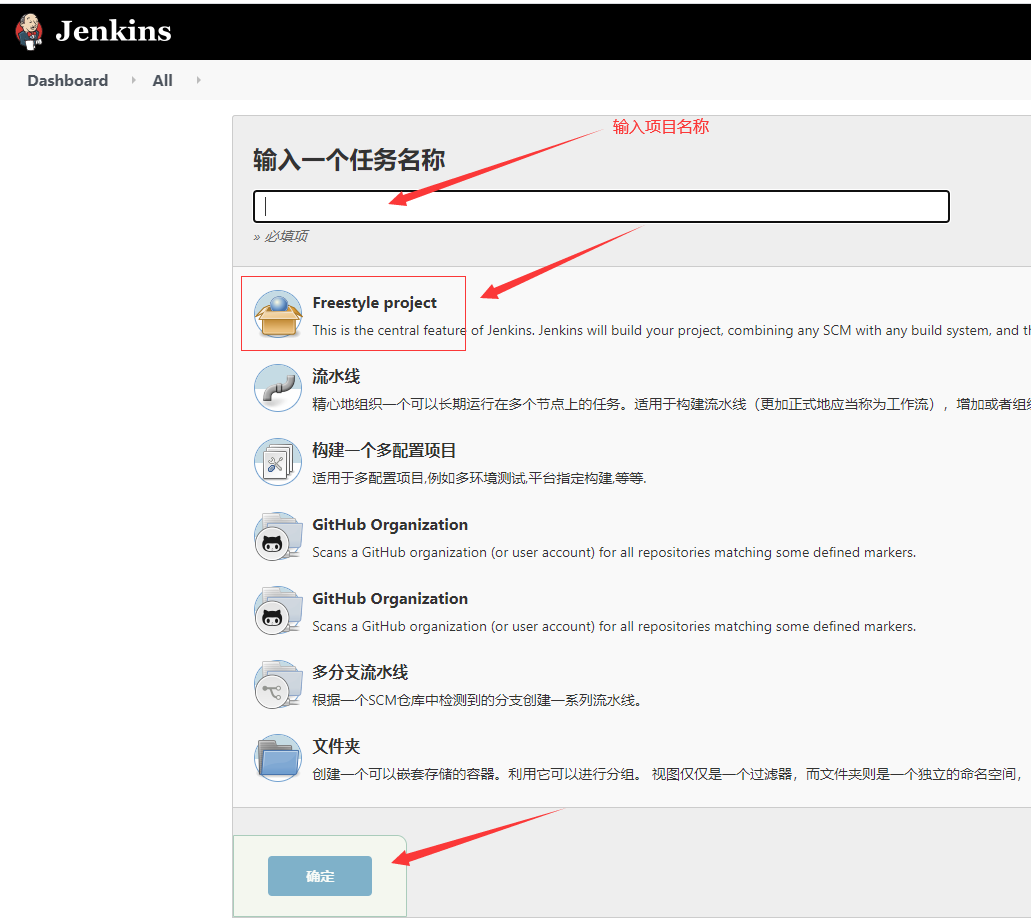 Jenkins
Dashboard
All
输入项目名称
输入一个任务名称
» 必填项
Freestyle project
This is the central feature of Jenkins. Jenkins will build your project, combining any SCM with any build system, and th
流水线
精心地组织一个可以长期运行在多个节点上的任务。适用于构建流水线（更加正式地应当称为工作流），增加或者组织
构建一个多配置项目
适用于多配置项目,例如多环境测试,平台指定构建,等等.
GitHub Organization
Scans a GitHub organization (or user account) for all repositories matching some defined markers.
GitHub Organization
Scans a GitHub organization (or user account) for all repositories matching some defined markers.
多分支流水线
根据一个SCM仓库中检测到的分支创建一系列流水线。
文件夹
创建一个可以嵌套存储的容器。利用它可以进行分组。 视图仅仅是一个过滤器，而文件夹则是一个独立的命名空间，
确定